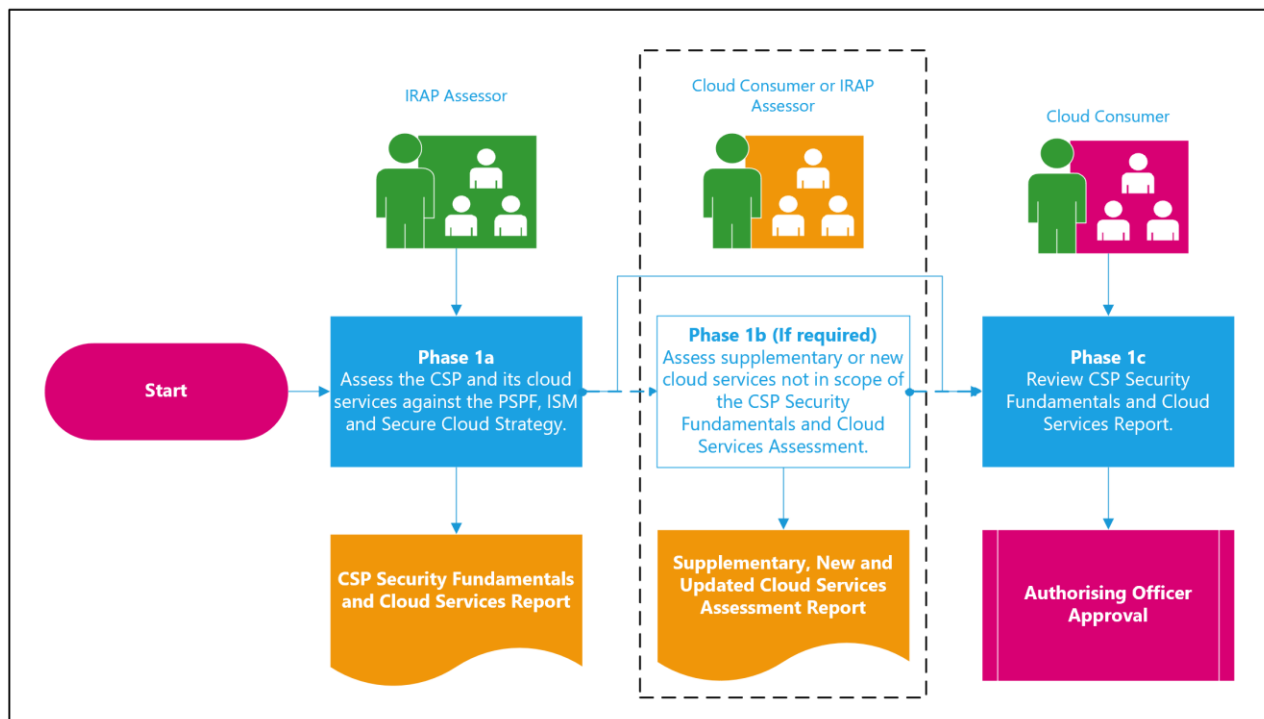 IRAP Assessor
Cloud Consumer or IRAP
Assessor
Cloud Consumer
Start
Phase 1a
Assess the CSP and its cloud
services against the PSPF, ISM
and Secure Cloud Strategy.
Phase 1b (If required)
Assess supplementary or new
cloud services not in scope of
the CSP Security
Fundamentals and Cloud
Services Assessment.
Phase 1c
Review CSP Security
Fundamentals and Cloud
Services Report.
CSP Security Fundamentals
and Cloud Services Report
Supplementary, New and
Updated Cloud Services
Assessment Report
Authorising Officer
Approval